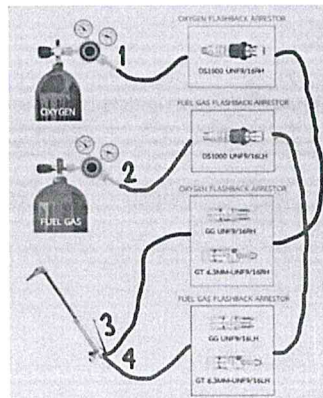 OXYGEN FLASHBACK ARRESTOR
1
DS1000-UNF9/16RH
OXYGEN
FUEL GAS FLASHBACK ARRESTOR
2
DS1000-UNF9/16LH
FUEL GAS
OXYGEN FLASHBACK ARRESTOR
GG UNF9/16RH
GT 6.3MM-UNF9/16RH
FUEL GAS FLASHBACK ARRESTOR
3
GG UNF9/16LH
4
GT 6.3MM-UNF9/16LH